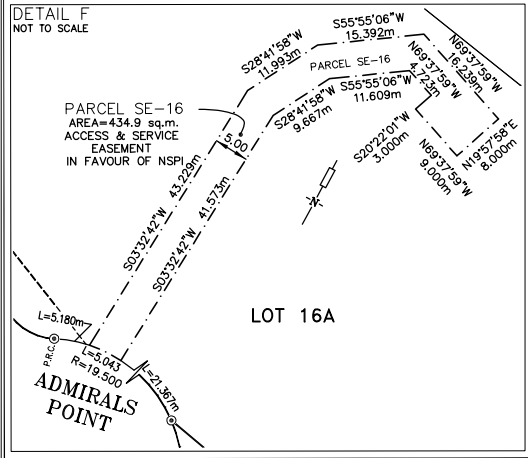 DETAIL F
NOT TO SCALE
S55°55'06"W
15.392m
S28°41'58"W
11.993m
N69°37'59"W
16.239m
PARCEL SE-16
N69°37'59"W
4.723m
S55°55'06"W
11.609m
S28°41'58"W
9.667m
PARCEL SE-16
AREA=434.9 sq.m.
ACCESS & SERVICE
EASEMENT
IN FAVOUR OF NSPI
5.00
S20°22'01"W
3.000m
N69°37'59"W
9.000m
N19°57'58"E
8.000m
S03°32'42"W
43.229m
S03°32'42"W
41.573m
N
LOT 16A
L=5.180m
P.R.C.
L=5.043
R=19.500
L=21.367m
ADMIRALS
POINT